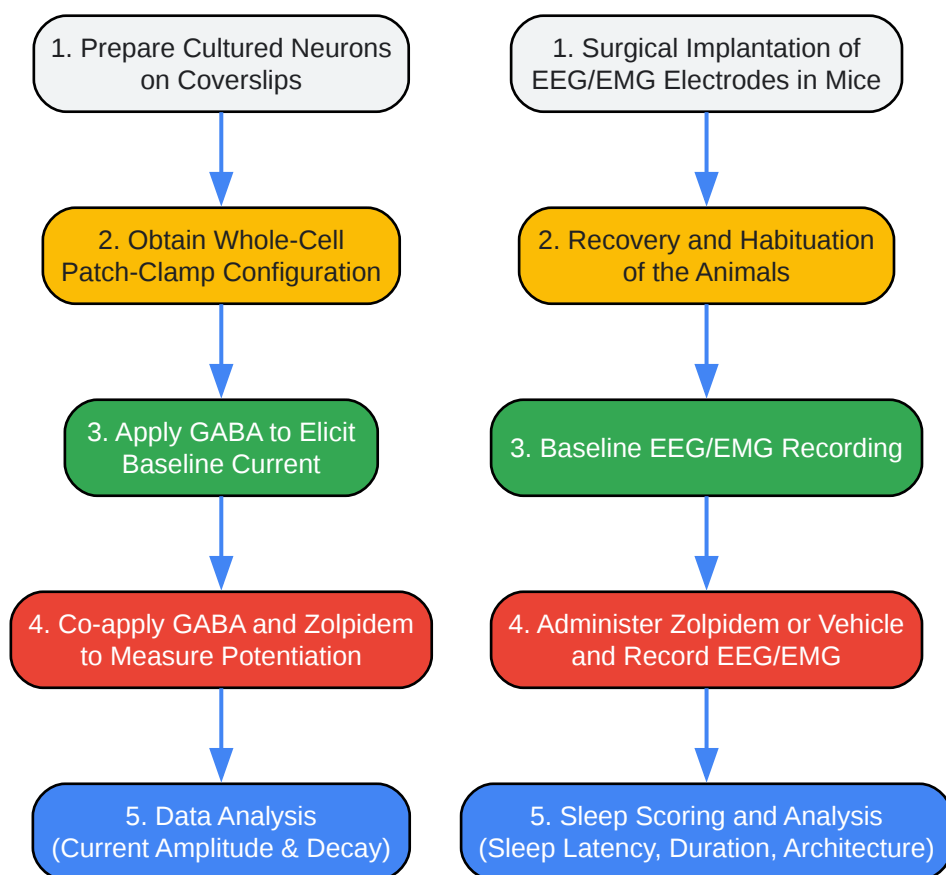 1. Prepare Cultured Neurons
on Coverslips
2. Obtain Whole-Cell
Patch-Clamp Configuration
3. Apply GABA to Elicit
Baseline Current
4. Co-apply GABA and Zolpidem
to Measure Potentiation
5. Data Analysis
(Current Amplitude & Decay)
1. Surgical Implantation of
EEG/EMG Electrodes in Mice
2. Recovery and Habituation
of the Animals
3. Baseline EEG/EMG Recording
4. Administer Zolpidem or Vehicle
and Record EEG/EMG
5. Sleep Scoring and Analysis
(Sleep Latency, Duration, Architecture)